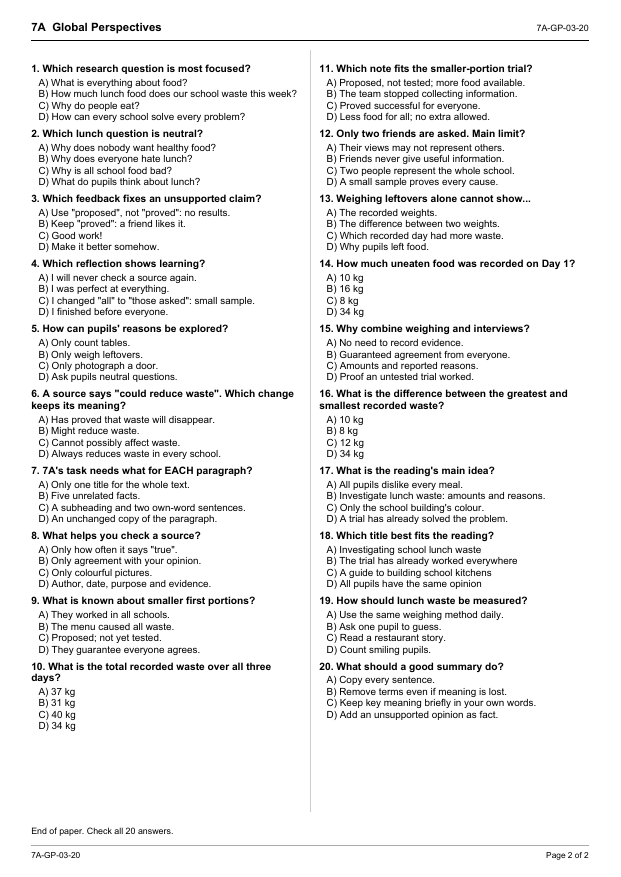 7A Global Perspectives
7A-GP-03-20
1. Which research question is most focused?
A) What is everything about food?
B) How much lunch food does our school waste this week?
C) Why do people eat?
D) How can every school solve every problem?
2. Which lunch question is neutral?
A) Why does nobody want healthy food?
B) Why does everyone hate lunch?
C) Why is all school food bad?
D) What do pupils think about lunch?
3. Which feedback fixes an unsupported claim?
A) Use "proposed", not "proved": no results.
B) Keep "proved": a friend likes it.
C) Good work!
D) Make it better somehow.
4. Which reflection shows learning?
A) I will never check a source again.
B) I was perfect at everything.
C) I changed "all" to "those asked": small sample.
D) I finished before everyone.
5. How can pupils' reasons be explored?
A) Only count tables.
B) Only weigh leftovers.
C) Only photograph a door.
D) Ask pupils neutral questions.
6. A source says "could reduce waste". Which change
keeps its meaning?
A) Has proved that waste will disappear.
B) Might reduce waste.
C) Cannot possibly affect waste.
D) Always reduces waste in every school.
7. 7A's task needs what for EACH paragraph?
A) Only one title for the whole text.
B) Five unrelated facts.
C) A subheading and two own-word sentences.
D) An unchanged copy of the paragraph.
8. What helps you check a source?
A) Only how often it says "true".
B) Only agreement with your opinion.
C) Only colourful pictures.
D) Author, date, purpose and evidence.
9. What is known about smaller first portions?
A) They worked in all schools.
B) The menu caused all waste.
C) Proposed; not yet tested.
D) They guarantee everyone agrees.
10. What is the total recorded waste over all three
days?
A) 37 kg
B) 31 kg
C) 40 kg
D) 34 kg
11. Which note fits the smaller-portion trial?
A) Proposed, not tested; more food available.
B) The team stopped collecting information.
C) Proved successful for everyone.
D) Less food for all; no extra allowed.
12. Only two friends are asked. Main limit?
A) Their views may not represent others.
B) Friends never give useful information.
C) Two people represent the whole school.
D) A small sample proves every cause.
13. Weighing leftovers alone cannot show...
A) The recorded weights.
B) The difference between two weights.
C) Which recorded day had more waste.
D) Why pupils left food.
14. How much uneaten food was recorded on Day 1?
A) 10 kg
B) 16 kg
C) 8 kg
D) 34 kg
15. Why combine weighing and interviews?
A) No need to record evidence.
B) Guaranteed agreement from everyone.
C) Amounts and reported reasons.
D) Proof an untested trial worked.
16. What is the difference between the greatest and
smallest recorded waste?
A) 10 kg
B) 8 kg
C) 12 kg
D) 34 kg
17. What is the reading's main idea?
A) All pupils dislike every meal.
B) Investigate lunch waste: amounts and reasons.
C) Only the school building's colour.
D) A trial has already solved the problem.
18. Which title best fits the reading?
A) Investigating school lunch waste
B) The trial has already worked everywhere
C) A guide to building school kitchens
D) All pupils have the same opinion
19. How should lunch waste be measured?
A) Use the same weighing method daily.
B) Ask one pupil to guess.
C) Read a restaurant story.
D) Count smiling pupils.
20. What should a good summary do?
A) Copy every sentence.
B) Remove terms even if meaning is lost.
C) Keep key meaning briefly in your own words.
D) Add an unsupported opinion as fact.
End of paper. Check all 20 answers.
7A-GP-03-20
Page 2 of 2